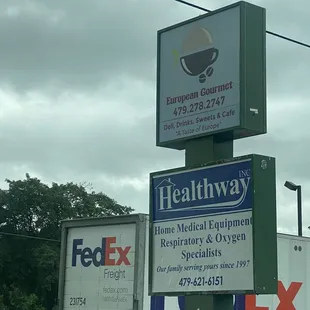 European Gourmet
479.278.2747
Deli, Drinks, Sweets & Cafe
"A Taste of Europe"
Healthway INC
Home Medical Equipment
Respiratory & Oxygen
Specialists
Our family serving yours since 1997
479-621-6151
FedEx
Freight
fedex.com
231754
Ex